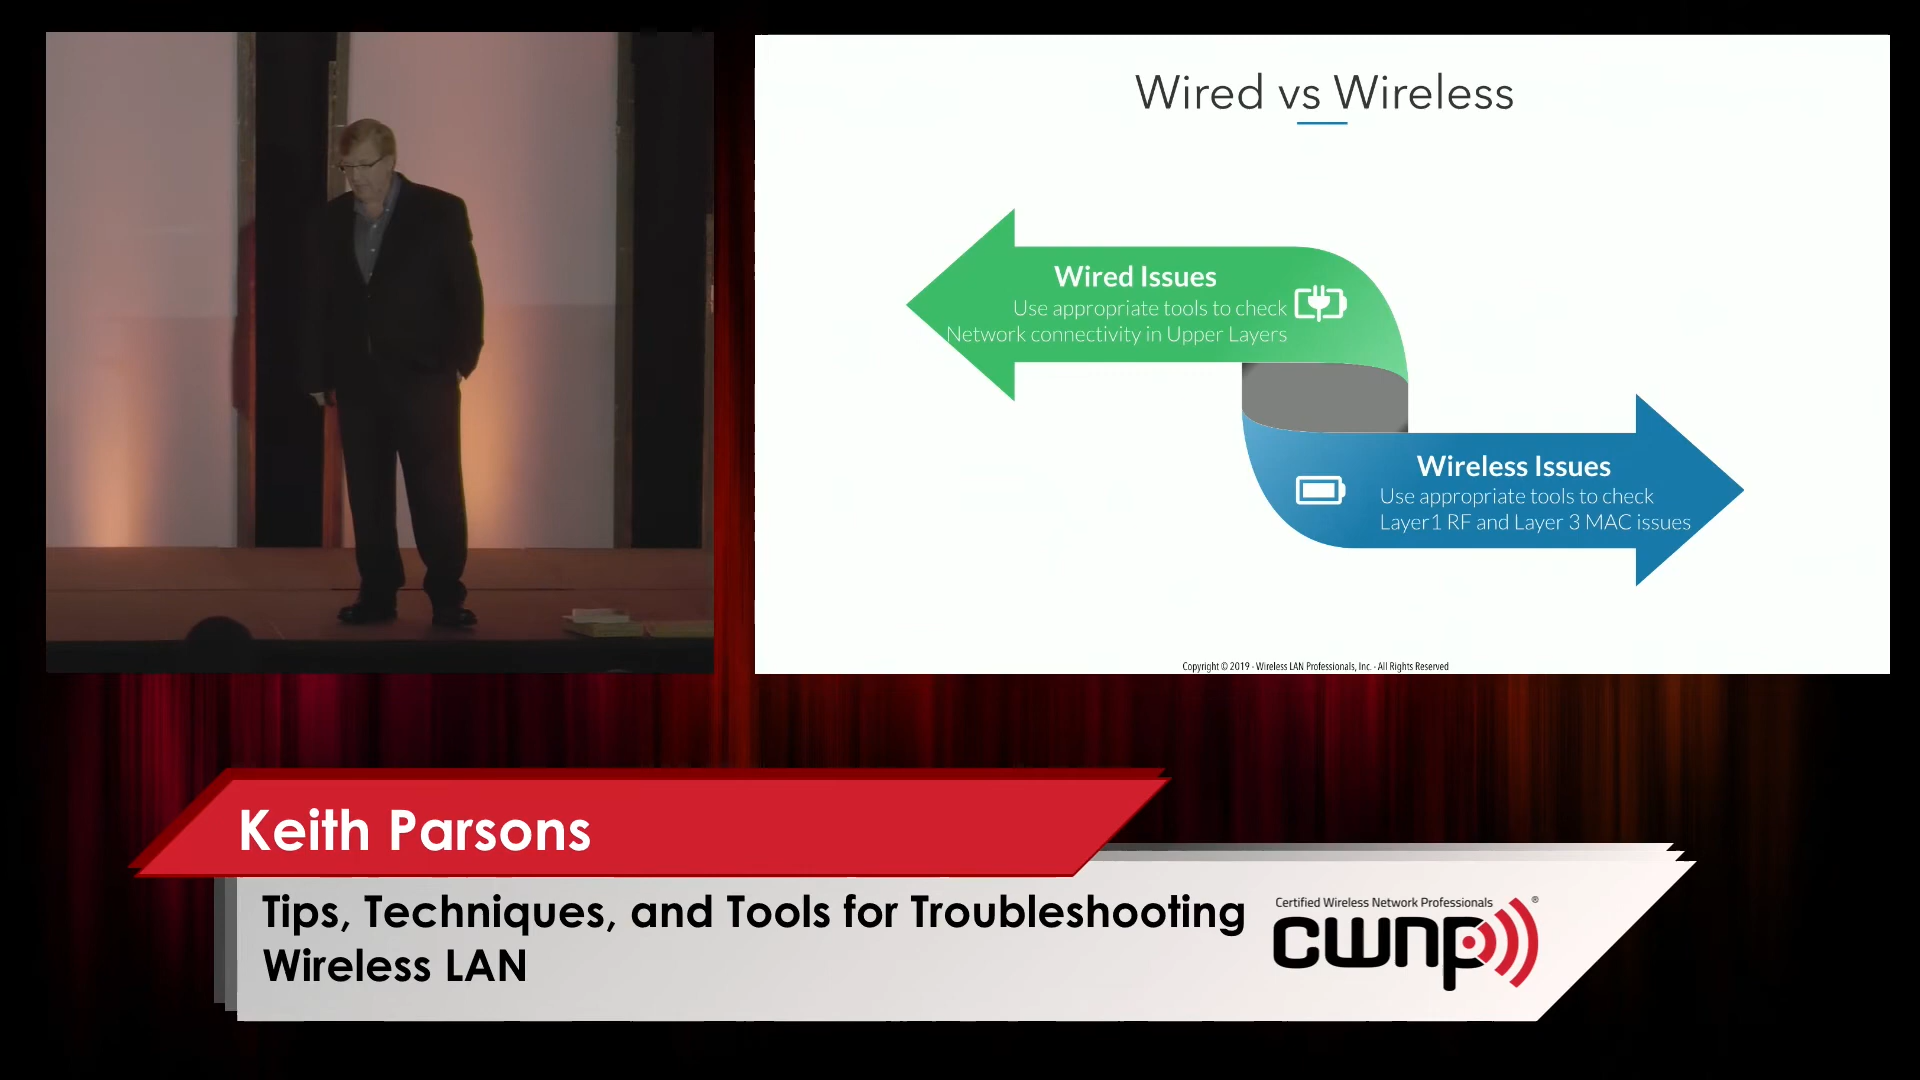 Wired vs Wireless
Wired Issues
Use appropriate tools to check
Network connectivity in Upper Layers
Wireless Issues
Use appropriate tools to check
Layer1 RF and Layer 3 MAC issues
Copyright © 2019 - Wireless LAN Professionals, Inc. - All Rights Reserved
Keith Parsons
Tips, Techniques, and Tools for Troubleshooting
Wireless LAN
Certified Wireless Network Professionals ®
cwnp